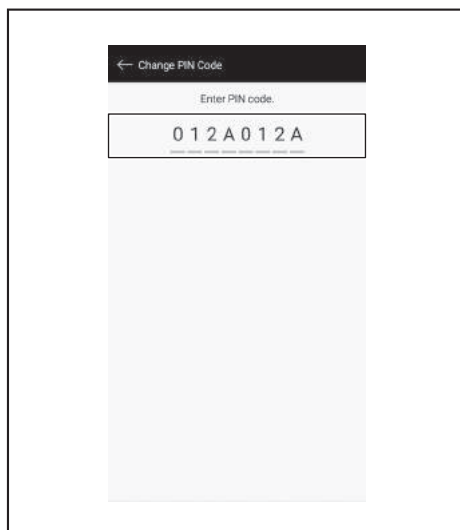 ← Change PIN Code
Enter PIN code.
0 1 2 A 0 1 2 A